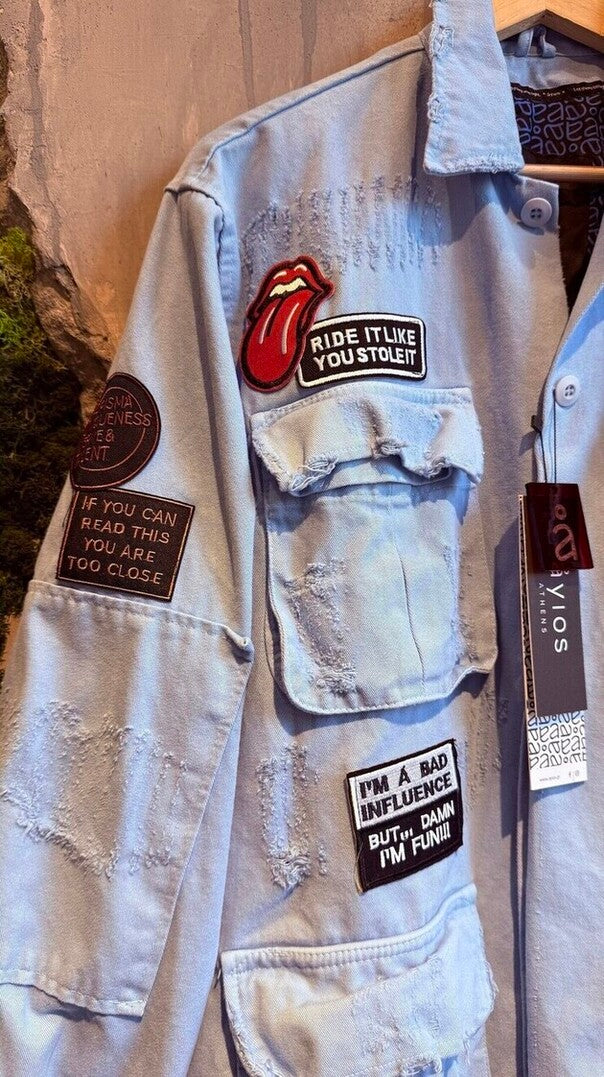 RIDE IT LIKE
YOU STOLE IT
IF YOU CAN
READ THIS
YOU ARE
TOO CLOSE
I'M A BAD
INFLUENCE
BUT... DAMN
I'M FUN!!!
ATHENS